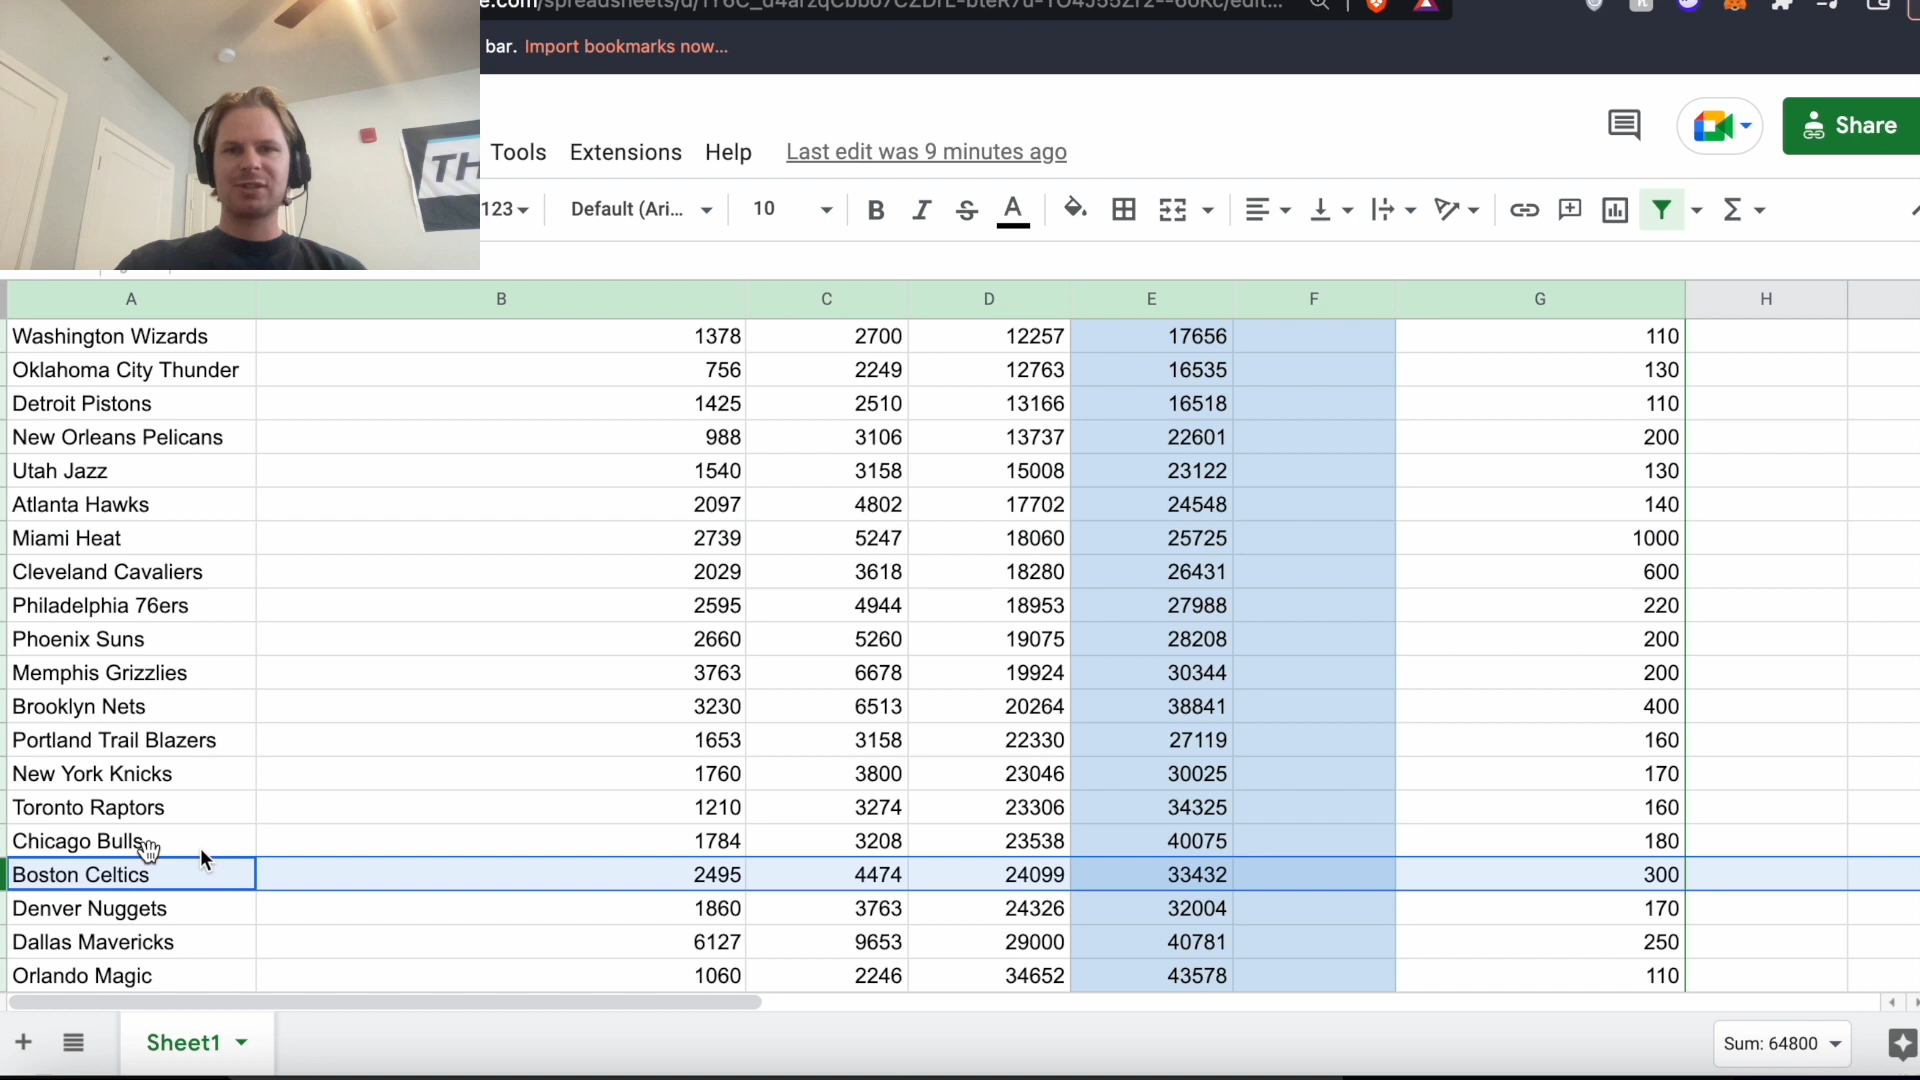 bar. Import bookmarks now...
Share
Tools Extensions Help Last edit was 9 minutes ago
TH
123 Default (Ari... 10 B I S A
A B C D E F G H
Washington Wizards 1378 2700 12257 17656 110
Oklahoma City Thunder 756 2249 12763 16535 130
Detroit Pistons 1425 2510 13166 16518 110
New Orleans Pelicans 988 3106 13737 22601 200
Utah Jazz 1540 3158 15008 23122 130
Atlanta Hawks 2097 4802 17702 24548 140
Miami Heat 2739 5247 18060 25725 1000
Cleveland Cavaliers 2029 3618 18280 26431 600
Philadelphia 76ers 2595 4944 18953 27988 220
Phoenix Suns 2660 5260 19075 28208 200
Memphis Grizzlies 3763 6678 19924 30344 200
Brooklyn Nets 3230 6513 20264 38841 400
Portland Trail Blazers 1653 3158 22330 27119 160
New York Knicks 1760 3800 23046 30025 170
Toronto Raptors 1210 3274 23306 34325 160
Chicago Bulls 1784 3208 23538 40075 180
Boston Celtics 2495 4474 24099 33432 300
Denver Nuggets 1860 3763 24326 32004 170
Dallas Mavericks 6127 9653 29000 40781 250
Orlando Magic 1060 2246 34652 43578 110
Sheet1 Sum: 64800